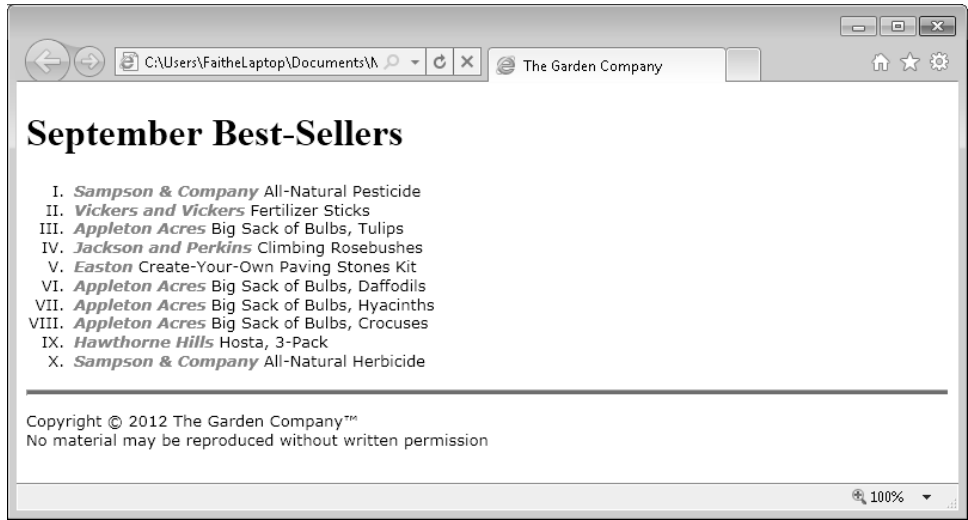 C:\Users\FaitheLaptop\Documents\N
The Garden Company
September Best-Sellers
I. Sampson & Company All-Natural Pesticide
II. Vickers and Vickers Fertilizer Sticks
III. Appleton Acres Big Sack of Bulbs, Tulips
IV. Jackson and Perkins Climbing Rosebushes
V. Easton Create-Your-Own Paving Stones Kit
VI. Appleton Acres Big Sack of Bulbs, Daffodils
VII. Appleton Acres Big Sack of Bulbs, Hyacinths
VIII. Appleton Acres Big Sack of Bulbs, Crocuses
IX. Hawthorne Hills Hosta, 3-Pack
X. Sampson & Company All-Natural Herbicide
Copyright © 2012 The Garden Company™
No material may be reproduced without written permission
100%